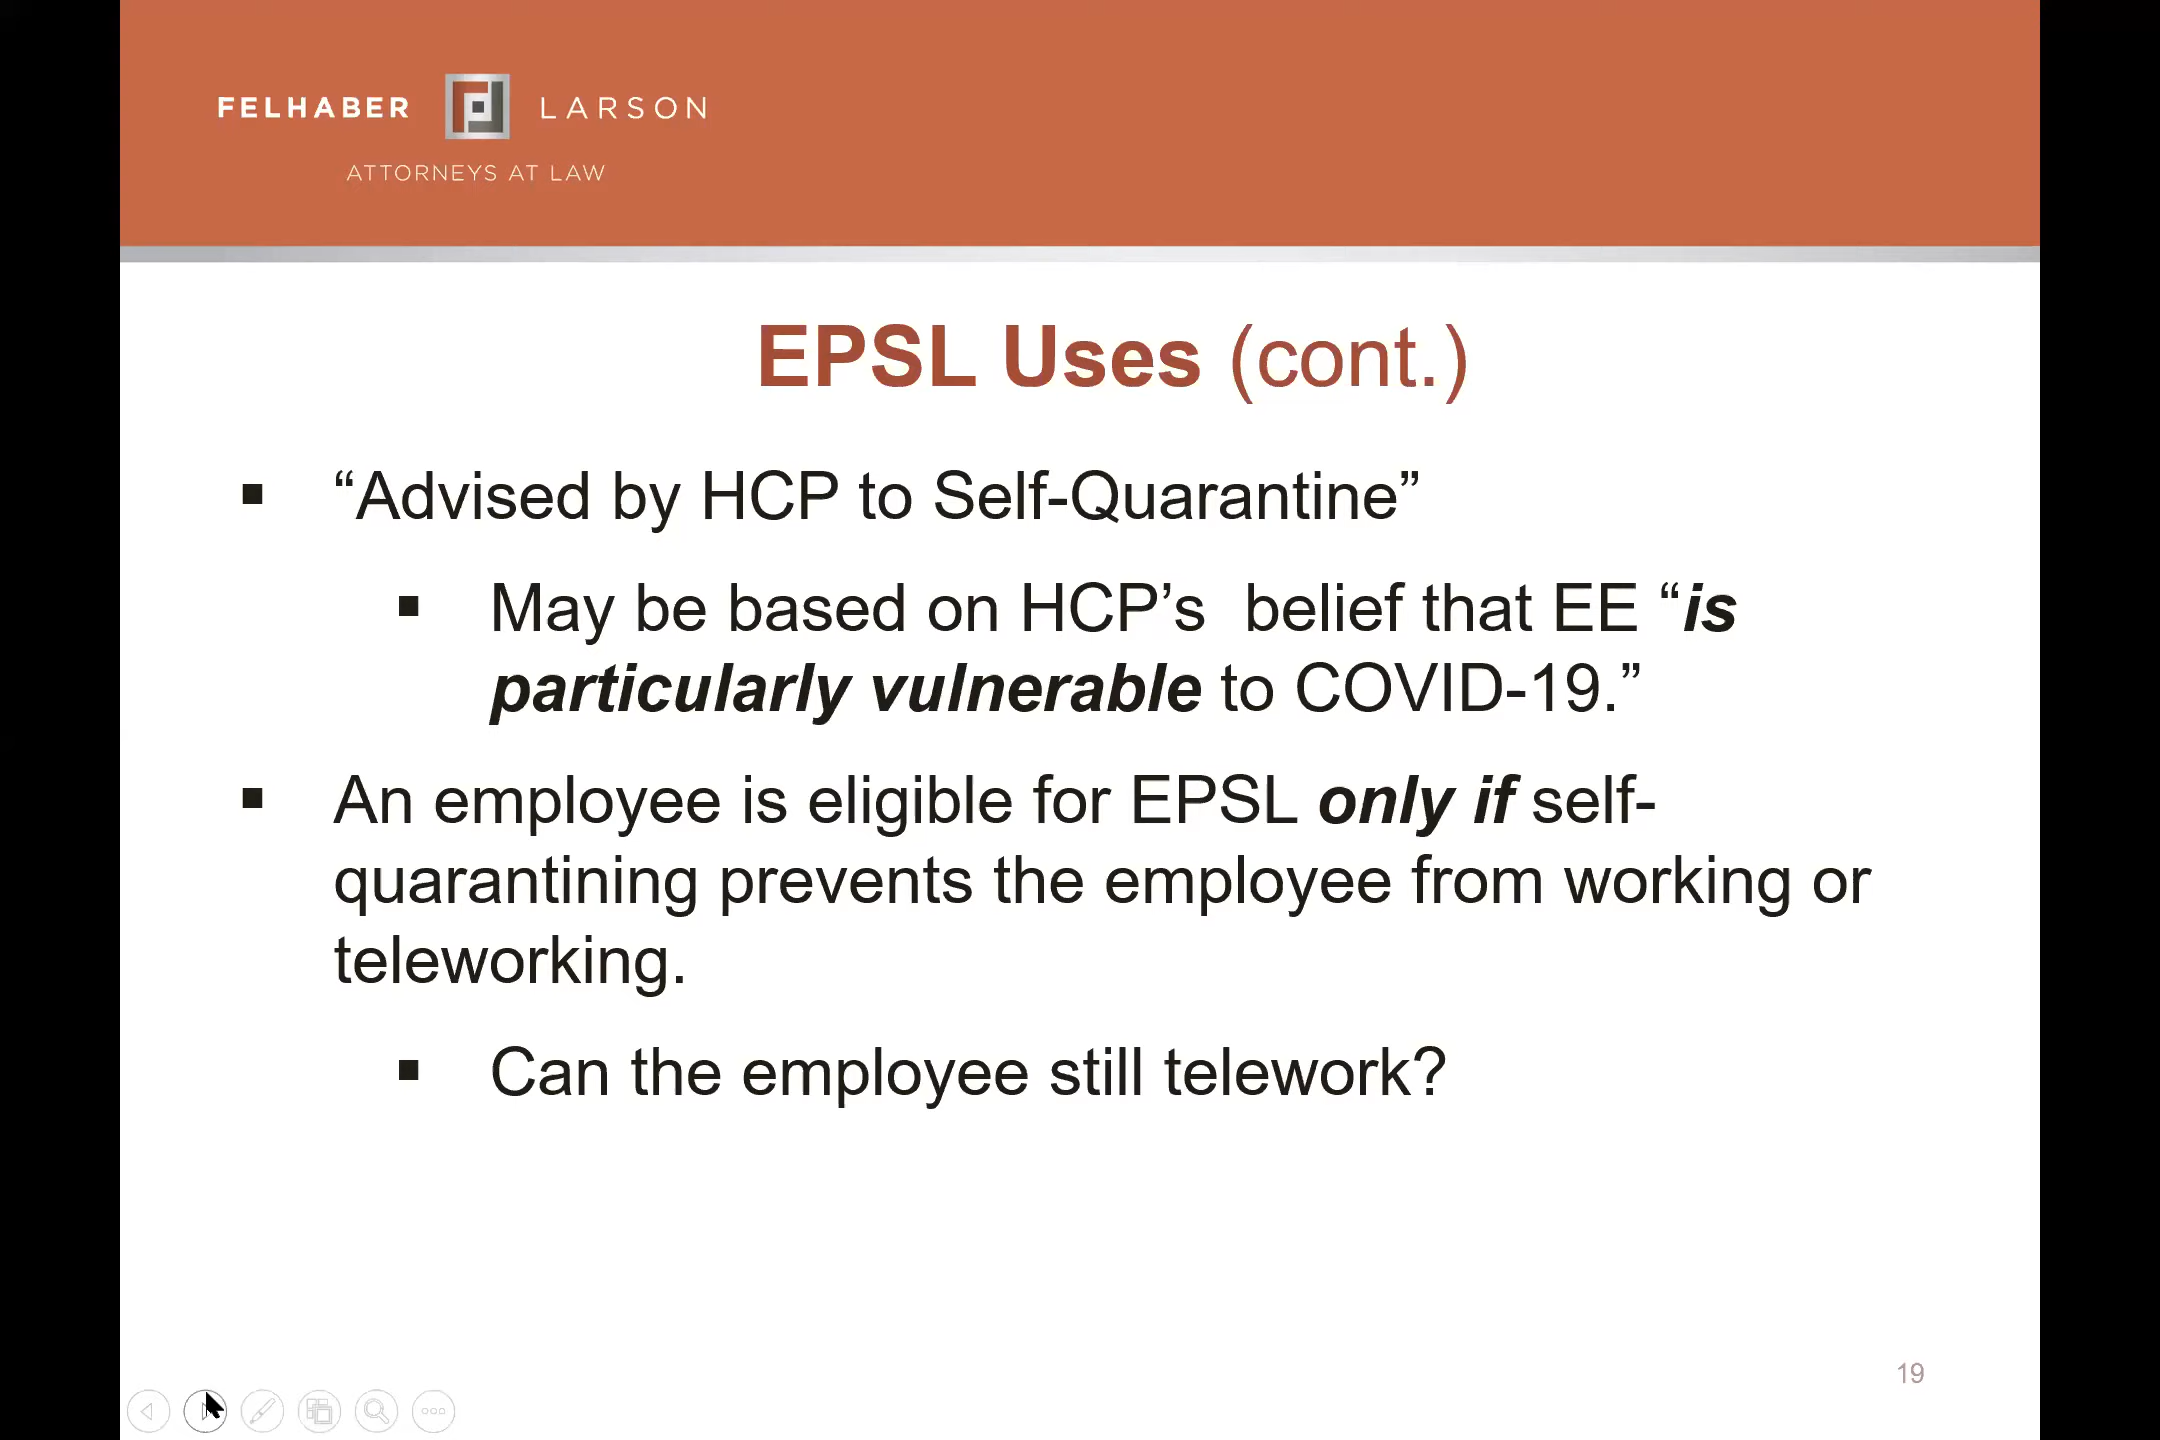 FELHABER LARSON
ATTORNEYS AT LAW
EPSL Uses (cont.)
▪ “Advised by HCP to Self-Quarantine”
▪ May be based on HCP’s  belief that EE “is
particularly vulnerable to COVID-19.”
▪ An employee is eligible for EPSL only if self-
quarantining prevents the employee from working or
teleworking.
▪ Can the employee still telework?
19